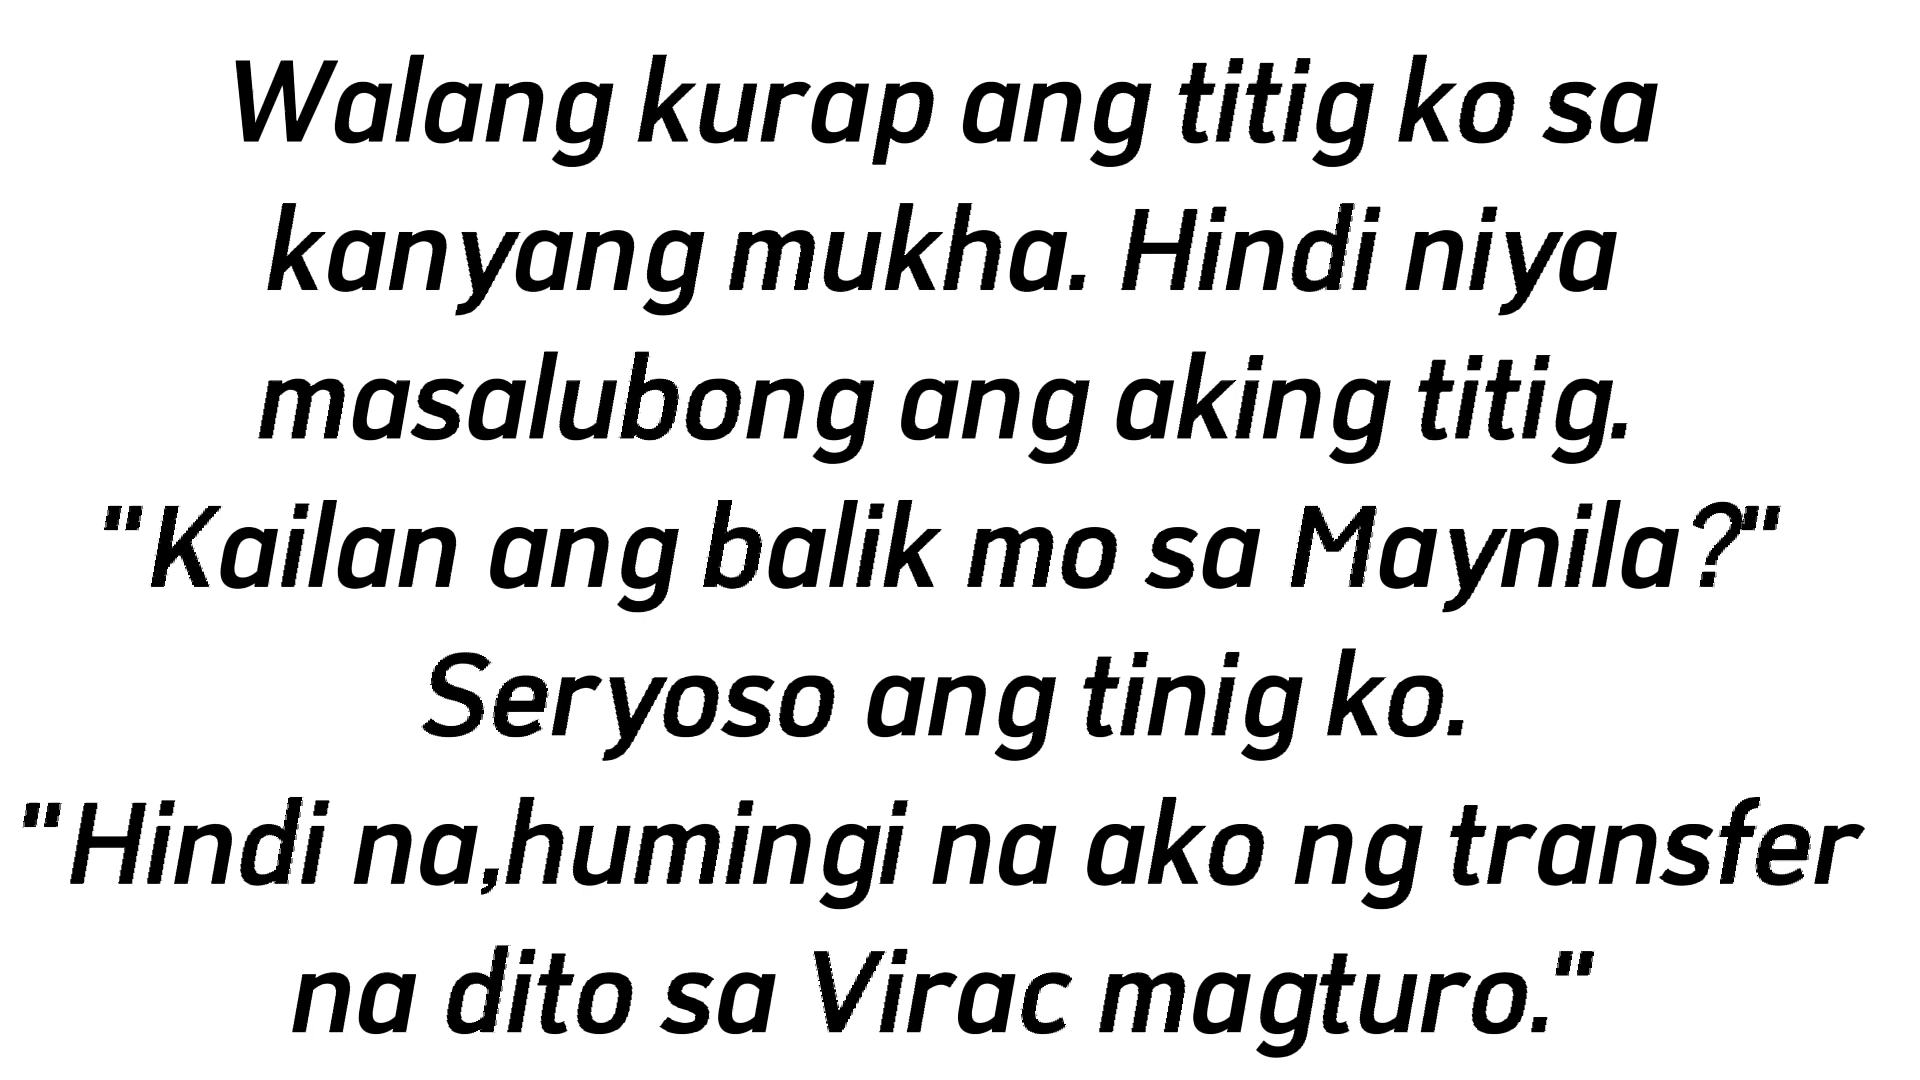 Walang kurap ang titig ko sa
kanyang mukha. Hindi niya
masalubong ang aking titig.
"Kailan ang balik mo sa Maynila?"
Seryoso ang tinig ko.
"Hindi na,humingi na ako ng transfer
na dito sa Virac magturo."